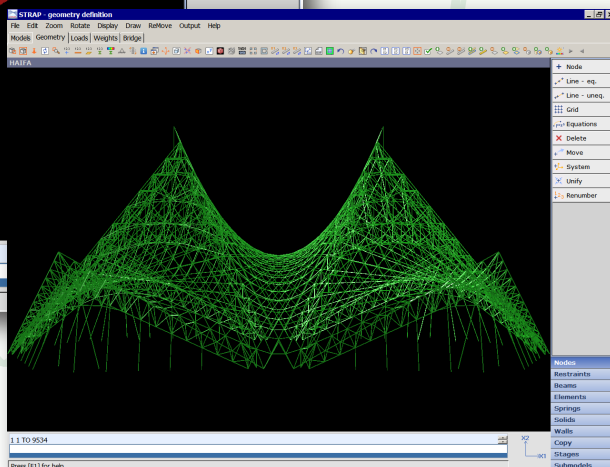 STRAP - geometry definition
File Edit Zoom Rotate Display Draw ReMove Output Help
Models Geometry Loads Weights Bridge
HAIFA
+ Node
Line - eq.
Line - uneq.
Grid
Equations
Delete
Move
System
Unify
Renumber
Nodes
Restraints
Beams
Elements
Springs
Solids
Walls
Copy
Stages
Submodels
1 1 TO 9534
X2
X1
Press [F1] for help